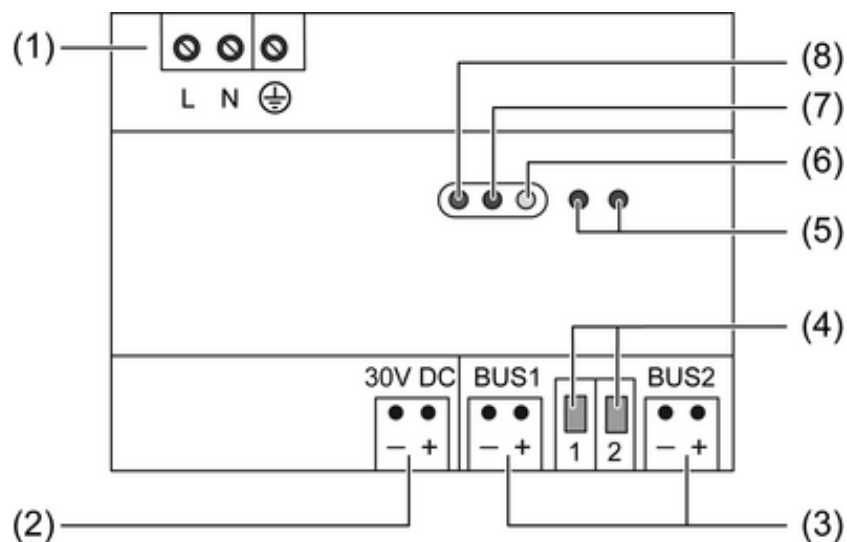 (1)
(8)
L N
(7)
(6)
(5)
(4)
30V DC BUS1 BUS2
– + – + 1 2 – +
(2) (3)